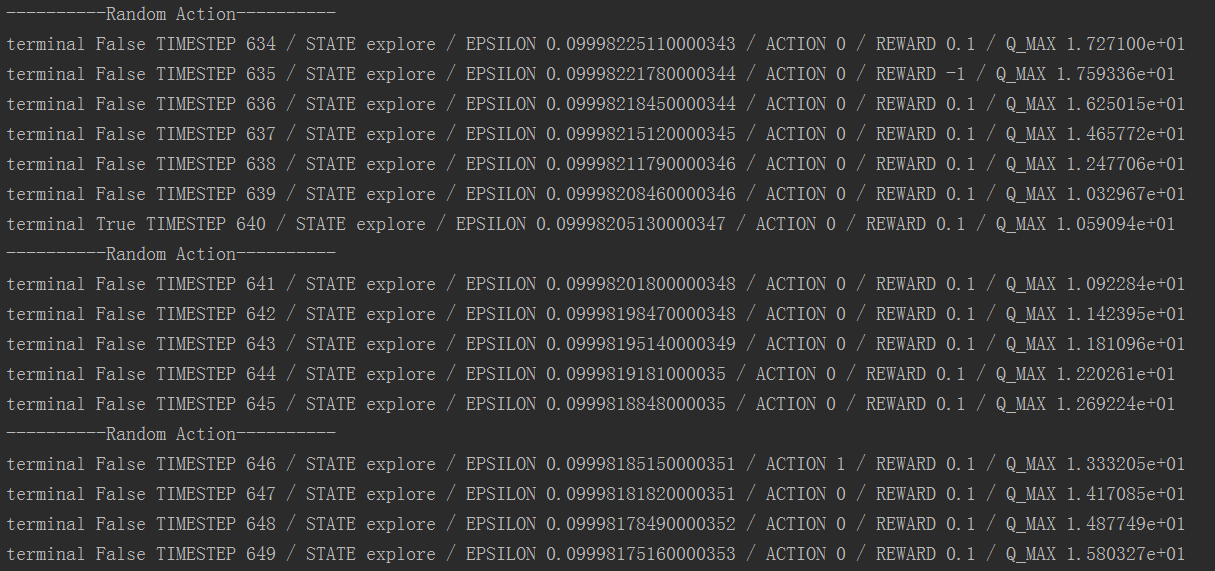 ----------Random Action----------
terminal False TIMESTEP 634 / STATE explore / EPSILON 0.09998225110000343 / ACTION 0 / REWARD 0.1 / Q_MAX 1.727100e+01
terminal False TIMESTEP 635 / STATE explore / EPSILON 0.09998221780000344 / ACTION 0 / REWARD -1 / Q_MAX 1.759336e+01
terminal False TIMESTEP 636 / STATE explore / EPSILON 0.09998218450000344 / ACTION 0 / REWARD 0.1 / Q_MAX 1.625015e+01
terminal False TIMESTEP 637 / STATE explore / EPSILON 0.09998215120000345 / ACTION 0 / REWARD 0.1 / Q_MAX 1.465772e+01
terminal False TIMESTEP 638 / STATE explore / EPSILON 0.09998211790000346 / ACTION 0 / REWARD 0.1 / Q_MAX 1.247706e+01
terminal False TIMESTEP 639 / STATE explore / EPSILON 0.09998208460000346 / ACTION 0 / REWARD 0.1 / Q_MAX 1.032967e+01
terminal True TIMESTEP 640 / STATE explore / EPSILON 0.09998205130000347 / ACTION 0 / REWARD 0.1 / Q_MAX 1.059094e+01
----------Random Action----------
terminal False TIMESTEP 641 / STATE explore / EPSILON 0.09998201800000348 / ACTION 0 / REWARD 0.1 / Q_MAX 1.092284e+01
terminal False TIMESTEP 642 / STATE explore / EPSILON 0.09998198470000348 / ACTION 0 / REWARD 0.1 / Q_MAX 1.142395e+01
terminal False TIMESTEP 643 / STATE explore / EPSILON 0.09998195140000349 / ACTION 0 / REWARD 0.1 / Q_MAX 1.181096e+01
terminal False TIMESTEP 644 / STATE explore / EPSILON 0.0999819181000035 / ACTION 0 / REWARD 0.1 / Q_MAX 1.220261e+01
terminal False TIMESTEP 645 / STATE explore / EPSILON 0.0999818848000035 / ACTION 0 / REWARD 0.1 / Q_MAX 1.269224e+01
----------Random Action----------
terminal False TIMESTEP 646 / STATE explore / EPSILON 0.09998185150000351 / ACTION 1 / REWARD 0.1 / Q_MAX 1.333205e+01
terminal False TIMESTEP 647 / STATE explore / EPSILON 0.09998181820000351 / ACTION 0 / REWARD 0.1 / Q_MAX 1.417085e+01
terminal False TIMESTEP 648 / STATE explore / EPSILON 0.09998178490000352 / ACTION 0 / REWARD 0.1 / Q_MAX 1.487749e+01
terminal False TIMESTEP 649 / STATE explore / EPSILON 0.09998175160000353 / ACTION 0 / REWARD 0.1 / Q_MAX 1.580327e+01